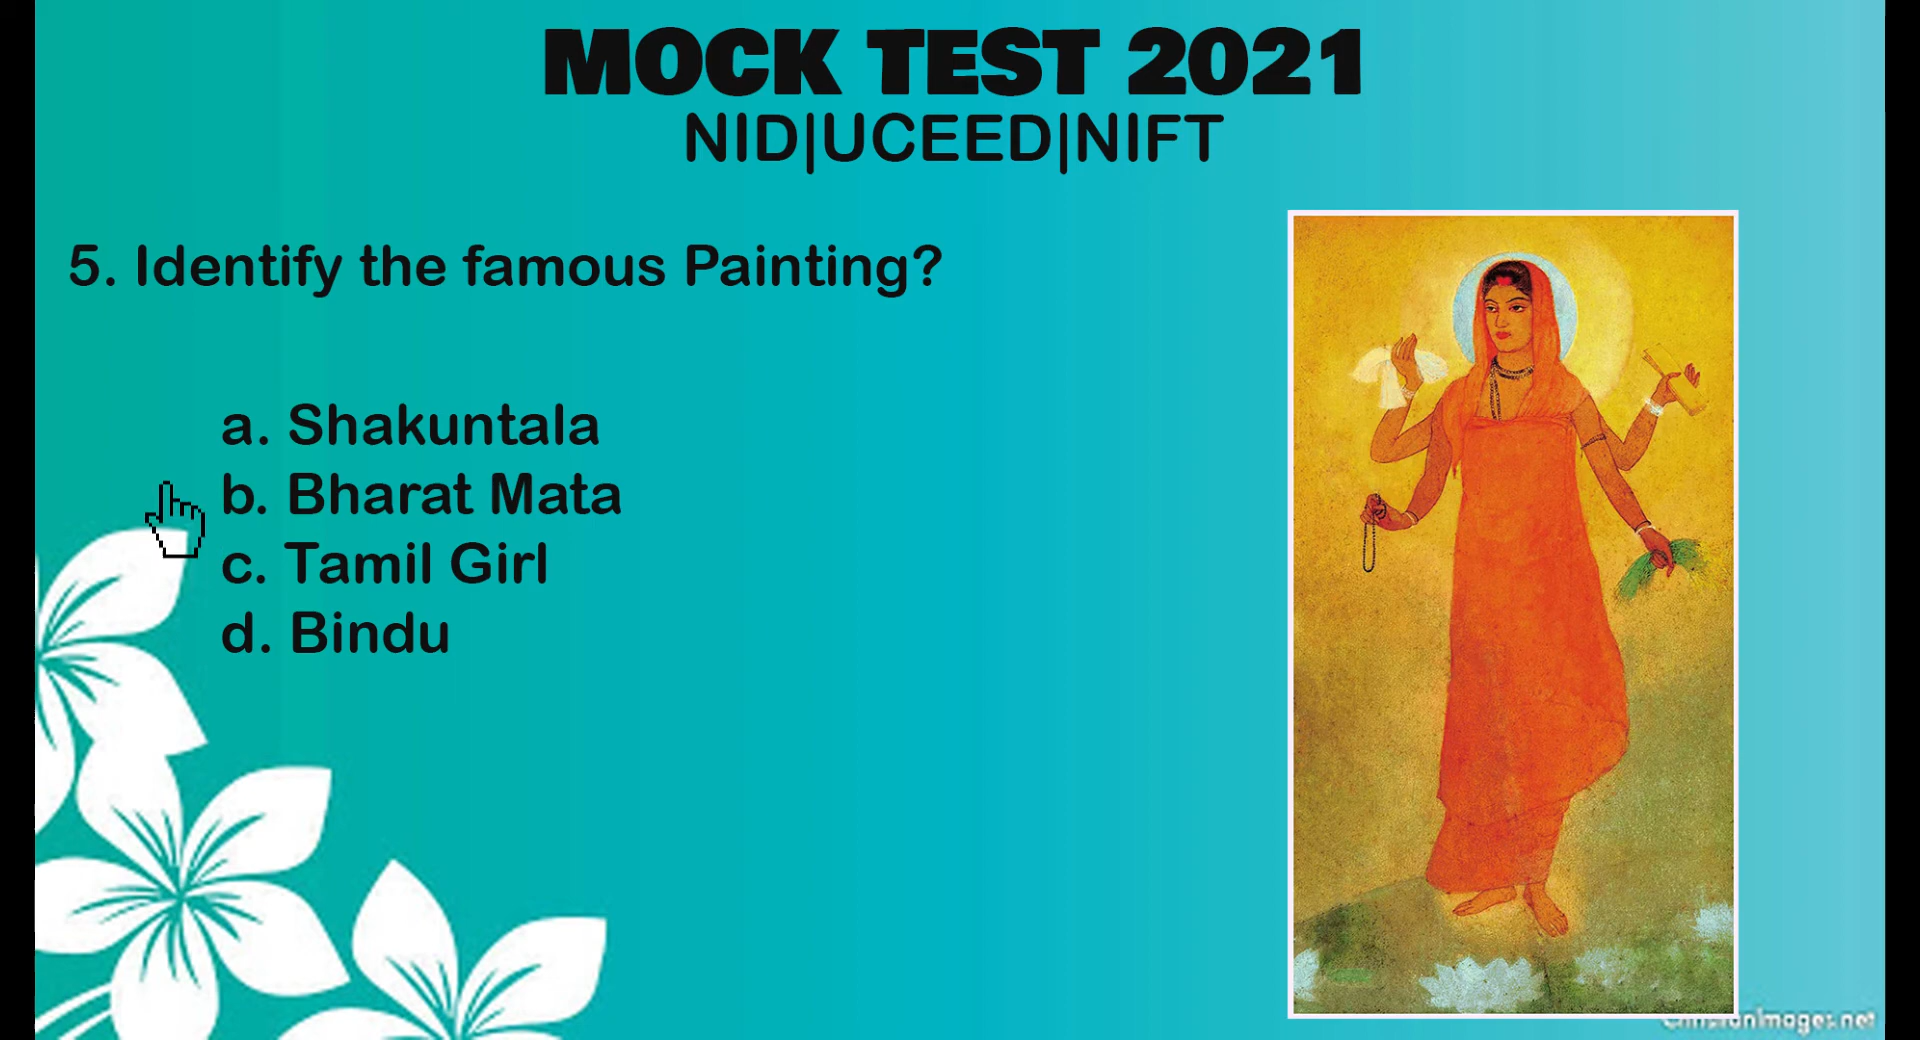 MOCK TEST 2021
NID|UCEED|NIFT
5. Identify the famous Painting?
a. Shakuntala
b. Bharat Mata
c. Tamil Girl
d. Bindu